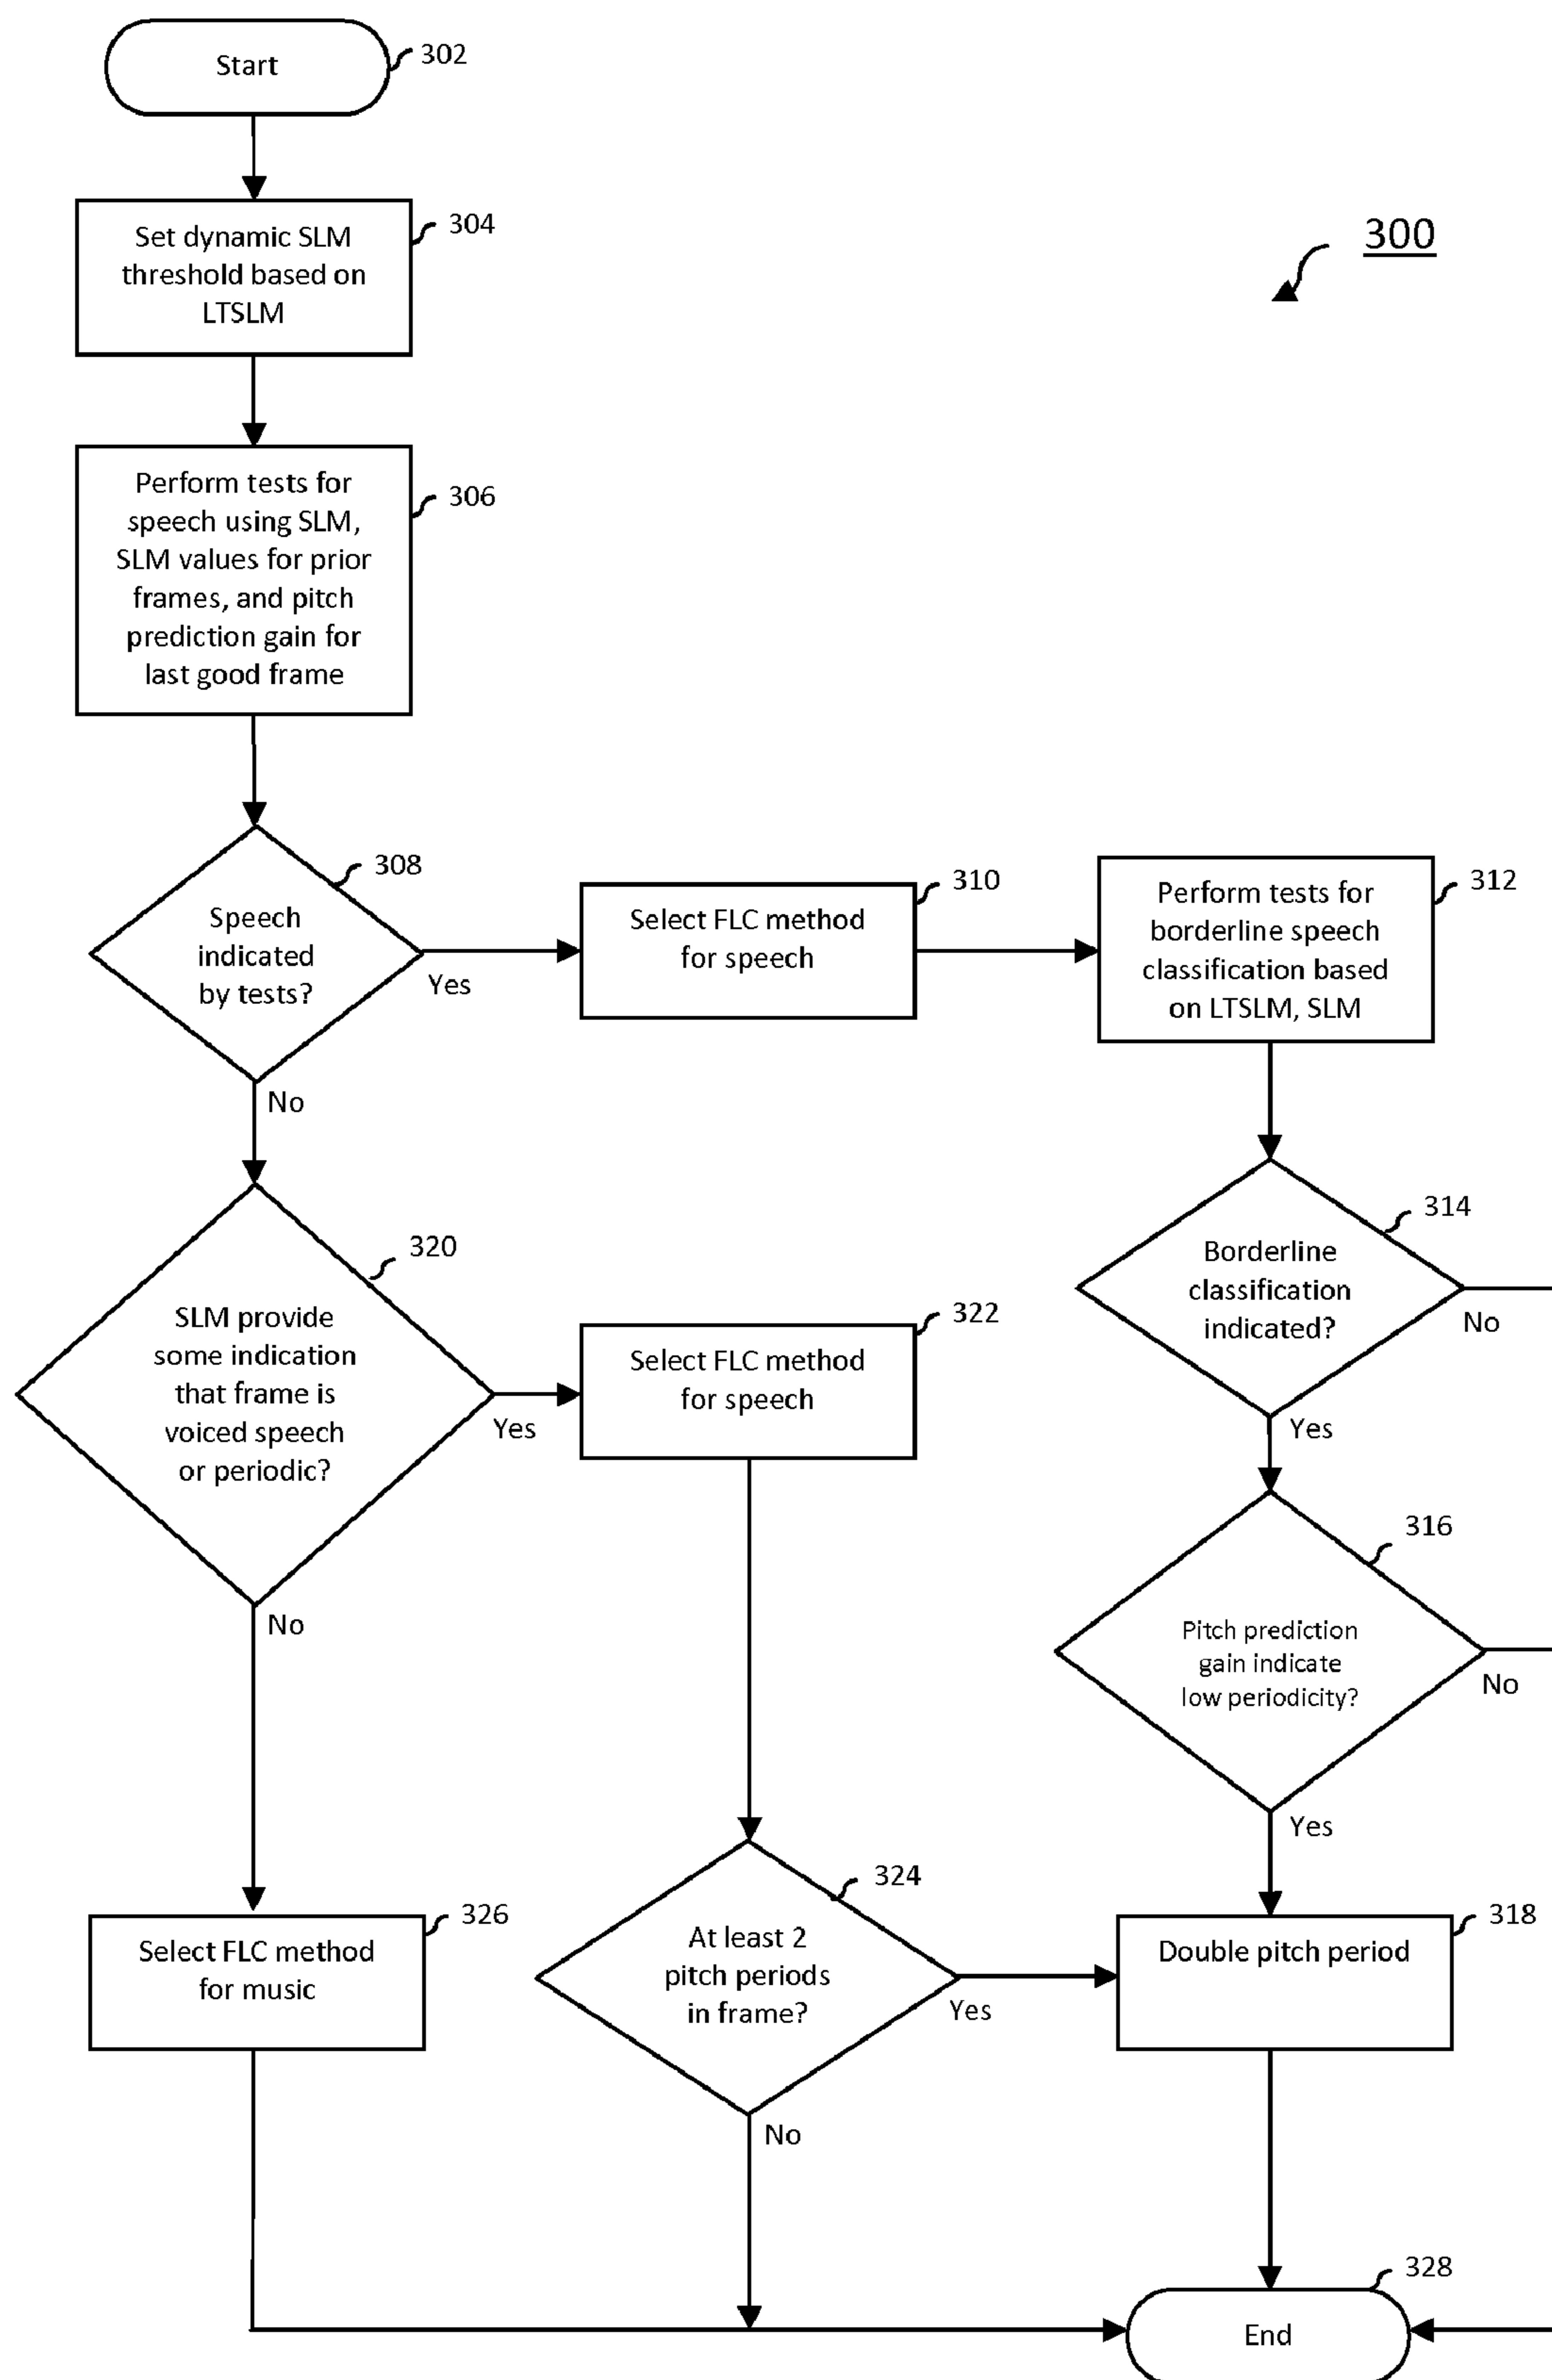 Start
302
300
Set dynamic SLM
threshold based on
LTSLM
304
Perform tests for
speech using SLM,
SLM values for prior
frames, and pitch
prediction gain for
last good frame
306
Speech
indicated
by tests?
308
Yes
No
Select FLC method
for speech
310
Perform tests for
borderline speech
classification based
on LTSLM, SLM
312
Borderline
classification
indicated?
314
No
Yes
SLM provide
some indication
that frame is
voiced speech
or periodic?
320
Yes
No
Select FLC method
for speech
322
Pitch prediction
gain indicate
low periodicity?
316
No
Yes
Select FLC method
for music
326
At least 2
pitch periods
in frame?
324
Yes
No
Double pitch period
318
End
328